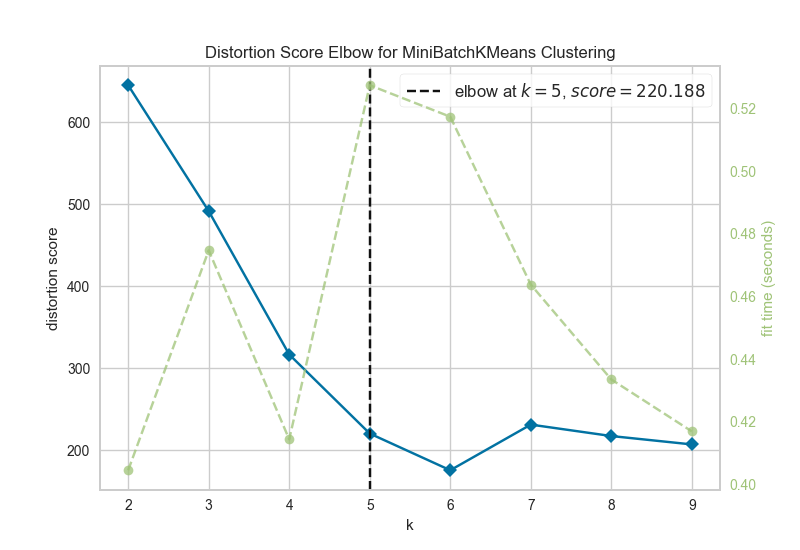 Distortion Score Elbow for MiniBatchKMeans Clustering
elbow at k = 5, score = 220.188
distortion score
600
500
400
300
200
0.52
0.50
0.48
0.46
0.44
0.42
0.40
fit time (seconds)
2 3 4 5 6 7 8 9
k